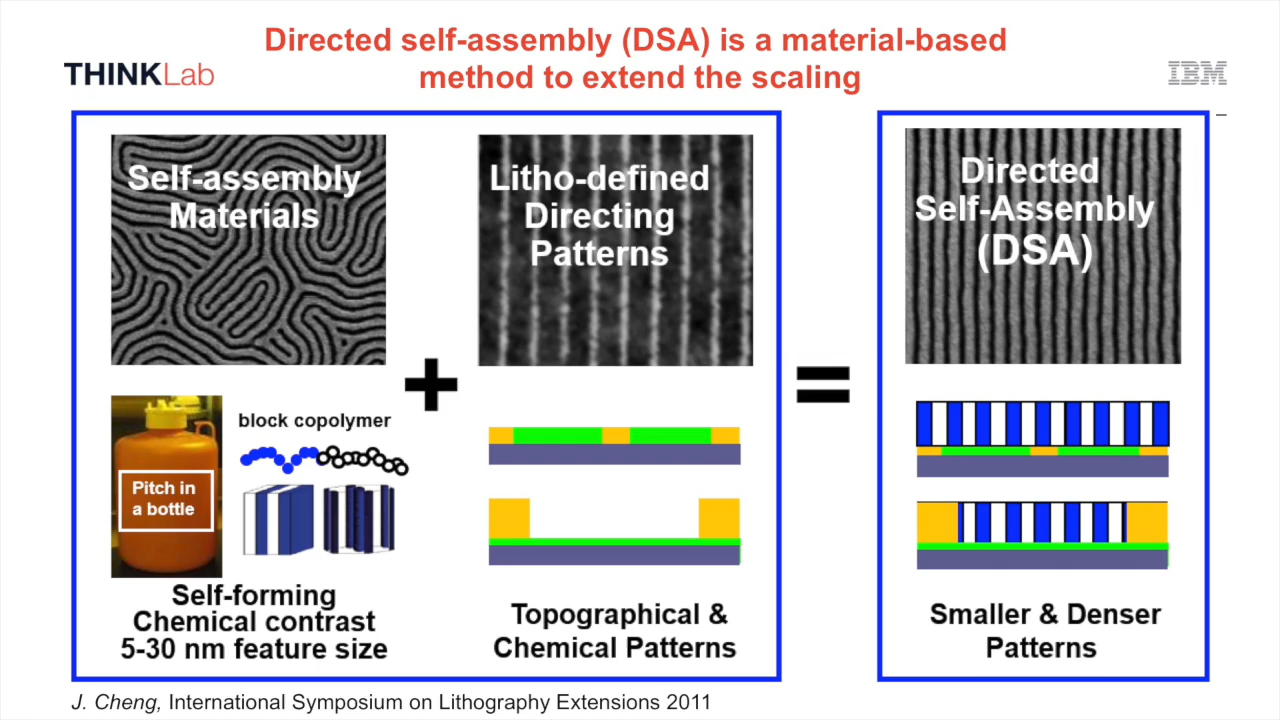 Directed self-assembly (DSA) is a material-based
method to extend the scaling
THINKLab
IBM
Self-assembly
Materials
Litho-defined
Directing
Patterns
Directed
Self-Assembly
(DSA)
+
=
block copolymer
Pitch in
a bottle
Self-forming
Chemical contrast
5-30 nm feature size
Topographical &
Chemical Patterns
Smaller & Denser
Patterns
J. Cheng, International Symposium on Lithography Extensions 2011